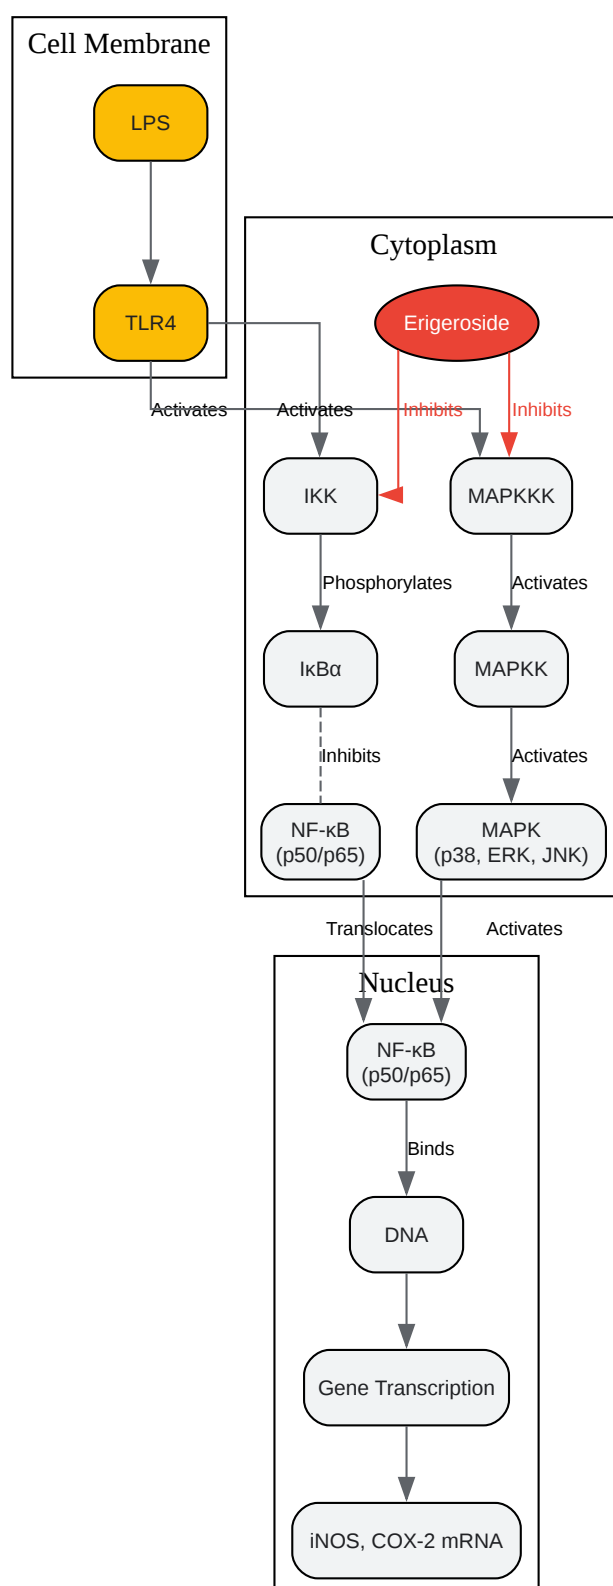 Cell Membrane
LPS
TLR4
Cytoplasm
Erigeroside
Activates
Activates
Inhibits
Inhibits
IKK
MAPKKK
Phosphorylates
Activates
IκBα
MAPKK
Inhibits
Activates
NF-κB
(p50/p65)
MAPK
(p38, ERK, JNK)
Translocates
Activates
Nucleus
NF-κB
(p50/p65)
Binds
DNA
Gene Transcription
iNOS, COX-2 mRNA